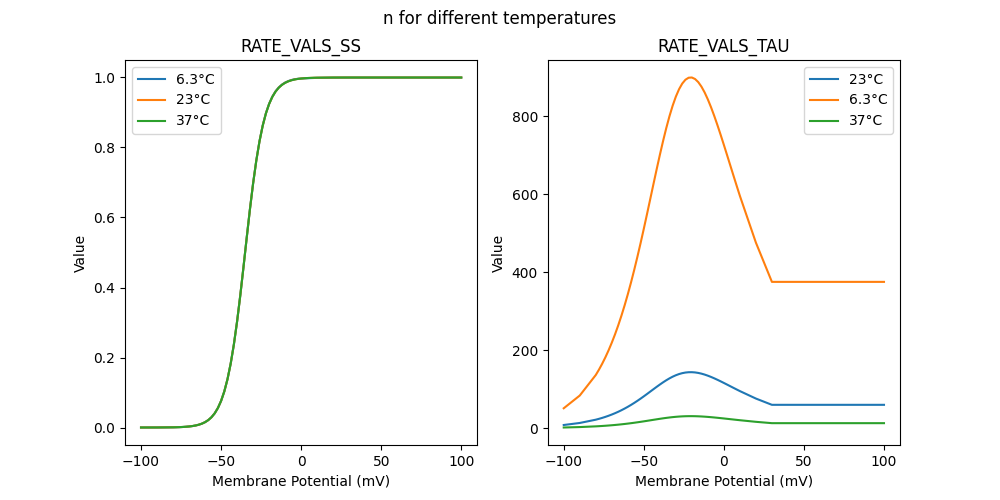 n for different temperatures
RATE_VALS_SS
1.0
0.8
0.6
0.4
0.2
0.0
Value
6.3°C
23°C
37°C
−100
−50
0
50
100
Membrane Potential (mV)
RATE_VALS_TAU
800
600
400
200
0
Value
23°C
6.3°C
37°C
−100
−50
0
50
100
Membrane Potential (mV)